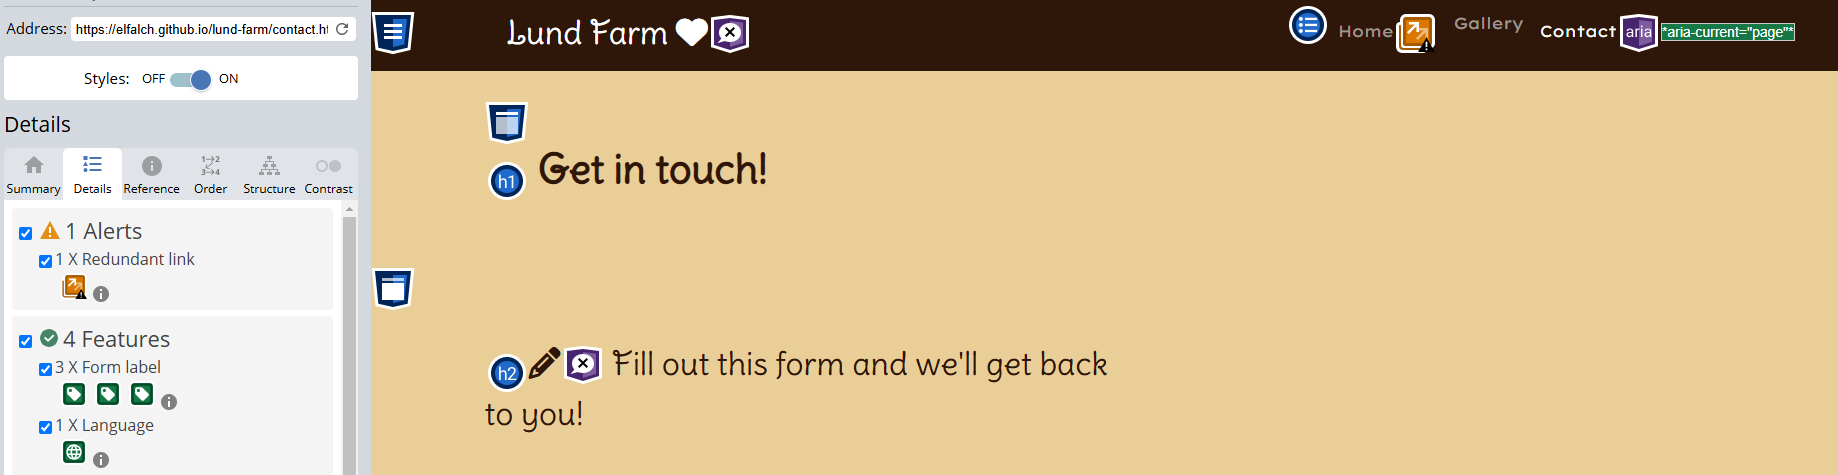 Address: https://elfalch.github.io/lund-farm/contact.ht
Styles: OFF ON
Details
Summary Details Reference Order Structure Contrast
1 Alerts
1 X Redundant link
4 Features
3 X Form label
1 X Language
Lund Farm
Home Gallery Contact aria *aria-current="page"*
h1 Get in touch!
h2 Fill out this form and we'll get back
to you!